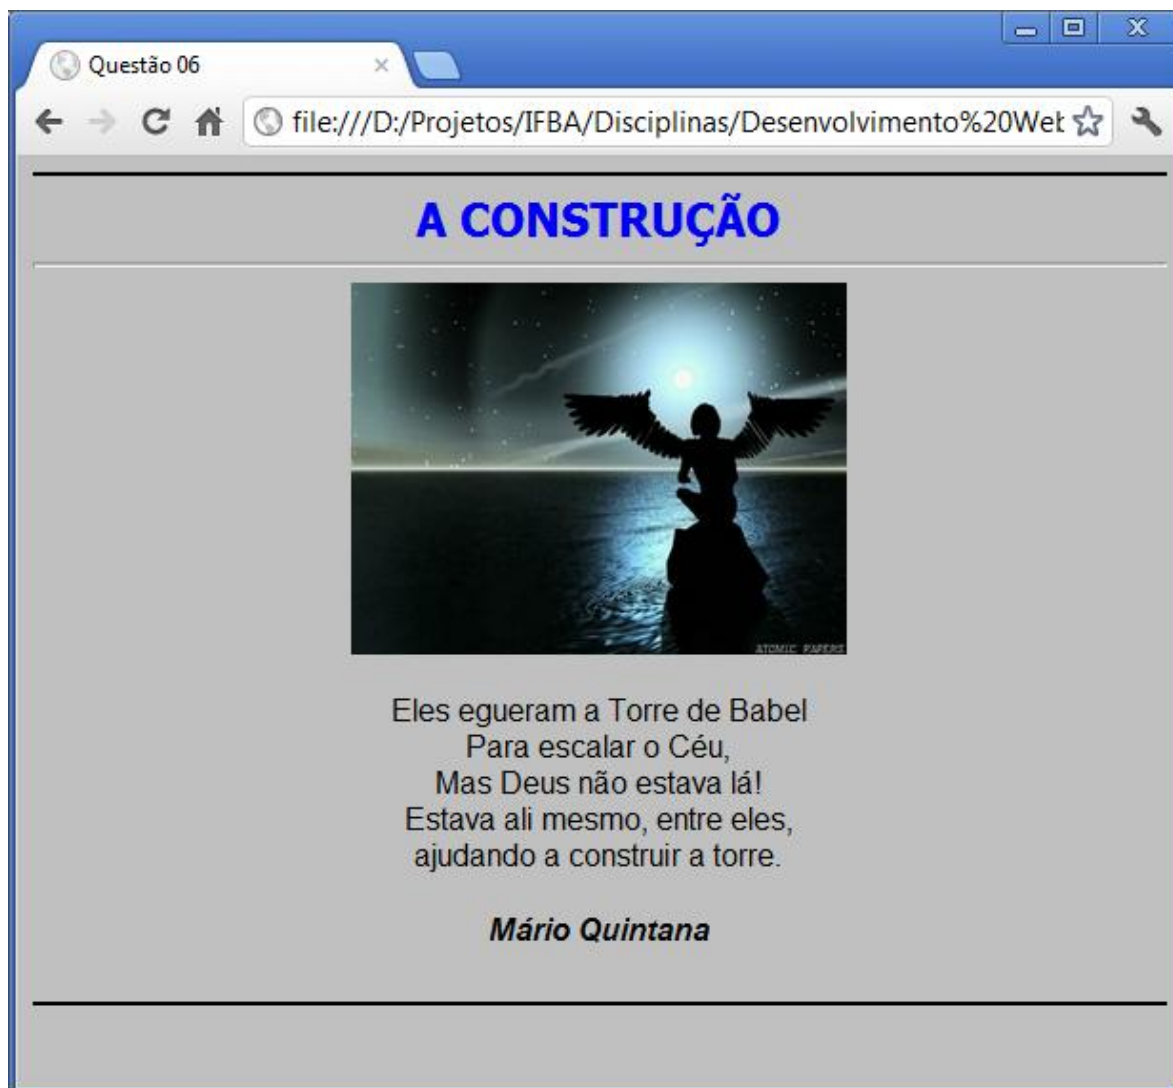 Questão 06
file:///D:/Projetos/IFBA/Disciplinas/Desenvolvimento%20Web
A CONSTRUÇÃO
ATOMIC PAPERS
Eles egueram a Torre de Babel
Para escalar o Céu,
Mas Deus não estava lá!
Estava ali mesmo, entre eles,
ajudando a construir a torre.
Mário Quintana